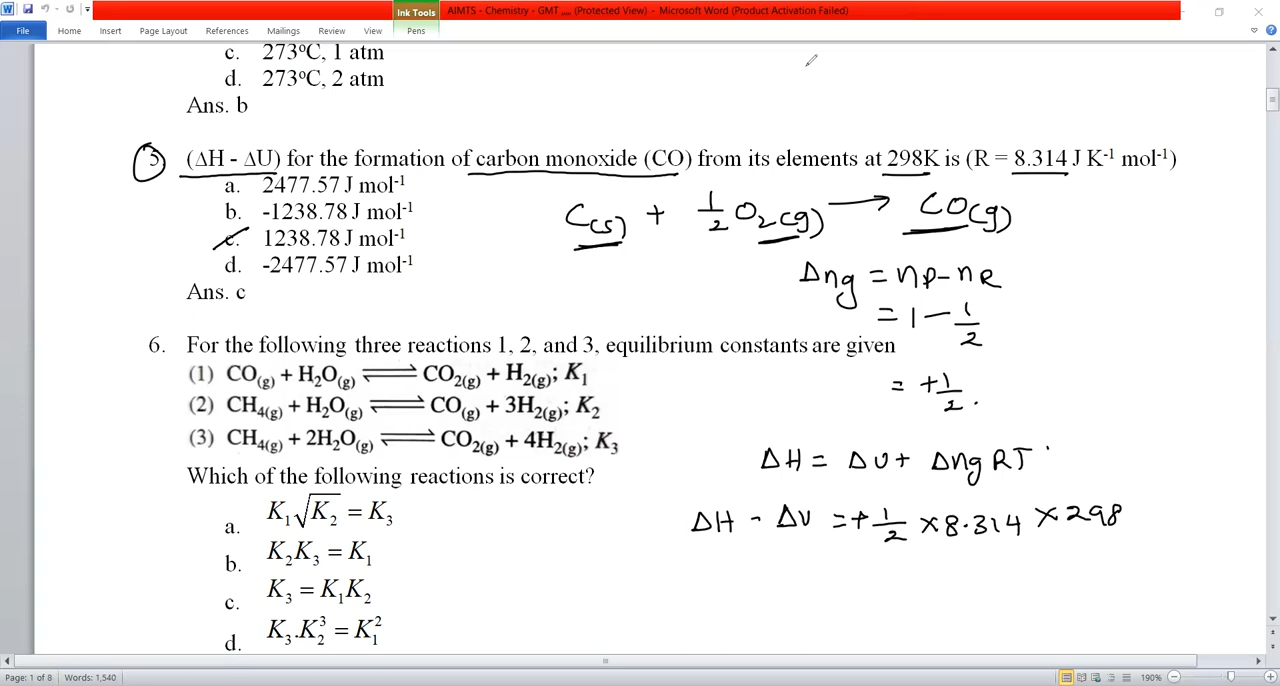 AIMTS - Chemistry - GMT .... (Protected View) - Microsoft Word (Product Activation Failed)
Ink Tools
File Home Insert Page Layout References Mailings Review View Pens
c. 273⁰C, 1 atm
d. 273⁰C, 2 atm
Ans. b
5 (ΔH - ΔU) for the formation of carbon monoxide (CO) from its elements at 298K is (R = 8.314 J K⁻¹ mol⁻¹)
a. 2477.57 J mol⁻¹
b. -1238.78 J mol⁻¹
c. 1238.78 J mol⁻¹
d. -2477.57 J mol⁻¹
Ans. c
C(s) + 1/2 O₂(g) → CO(g)
Δng = nP - nR
= 1 - 1/2
= +1/2.
ΔH = ΔU + Δng RT
ΔH - ΔU = +1/2 × 8.314 × 298
6. For the following three reactions 1, 2, and 3, equilibrium constants are given
(1) CO(g) + H₂O(g) ⇌ CO₂(g) + H₂(g); K₁
(2) CH₄(g) + H₂O(g) ⇌ CO(g) + 3H₂(g); K₂
(3) CH₄(g) + 2H₂O(g) ⇌ CO₂(g) + 4H₂(g); K₃
Which of the following reactions is correct?
a. K₁√K₂ = K₃
b. K₂K₃ = K₁
c. K₃ = K₁K₂
d. K₃.K₂³ = K₁²
Page: 1 of 8 Words: 1,540 190%